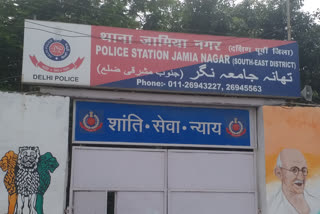 थाना जामिया नगर (दक्षिण पूर्वी जिला)
POLICE STATION JAMIA NAGAR (SOUTH-EAST DISTRICT)
تھانہ جامعہ نگر (جنوب مشرقی ضلع)
DELHI POLICE
Phone:- 011-26943227, 26945563
शांति • सेवा • न्याय